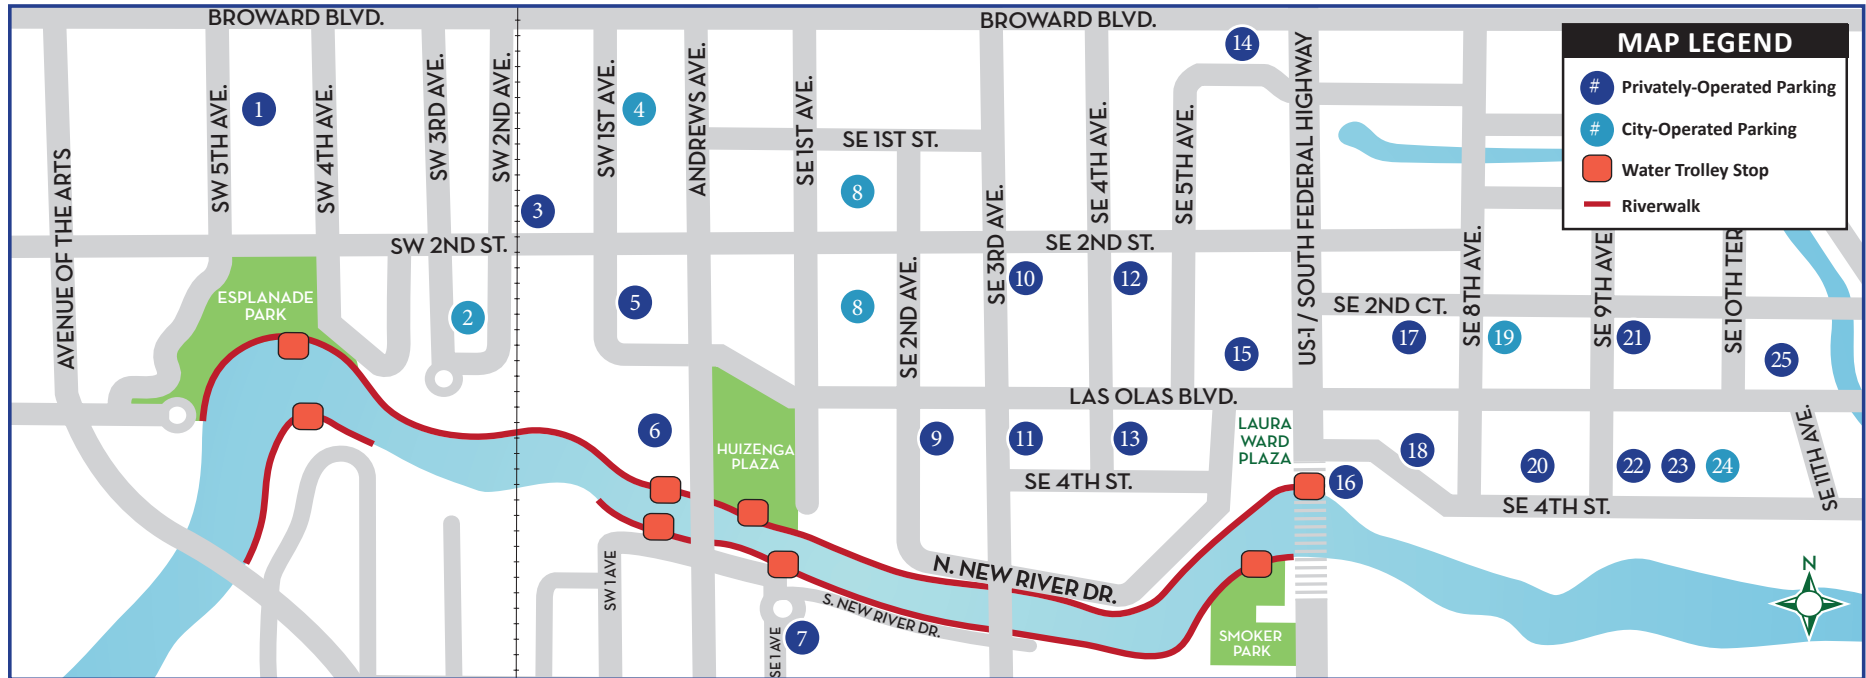 BROWARD BLVD.
BROWARD BLVD.
MAP LEGEND
# Privately-Operated Parking
# City-Operated Parking
Water Trolley Stop
Riverwalk
AVENUE OF THE ARTS
SW 5TH AVE.
1
SW 4TH AVE.
SW 3RD AVE.
SW 2ND AVE.
SW 1ST AVE.
4
ANDREWS AVE.
SE 1ST AVE.
SE 1ST ST.
8
3
SE 3RD AVE.
SE 4TH AVE.
SE 5TH AVE.
14
US-1 / SOUTH FEDERAL HIGHWAY
SE 8TH AVE.
SE 9TH AVE
SE 10TH TER
SW 2ND ST.
SE 2ND ST.
ESPLANADE
PARK
2
5
8
SE 2ND AVE.
10
12
15
SE 2ND CT.
17
19
21
25
LAS OLAS BLVD.
6
HUIZENGA
PLAZA
9
11
13
LAURA
WARD
PLAZA
16
18
20
22
23
24
SE 11TH AVE.
SE 4TH ST.
SE 4TH ST.
N. NEW RIVER DR.
S. NEW RIVER DR.
SW 1 AVE
SE 1 AVE
7
SMOKER
PARK
N